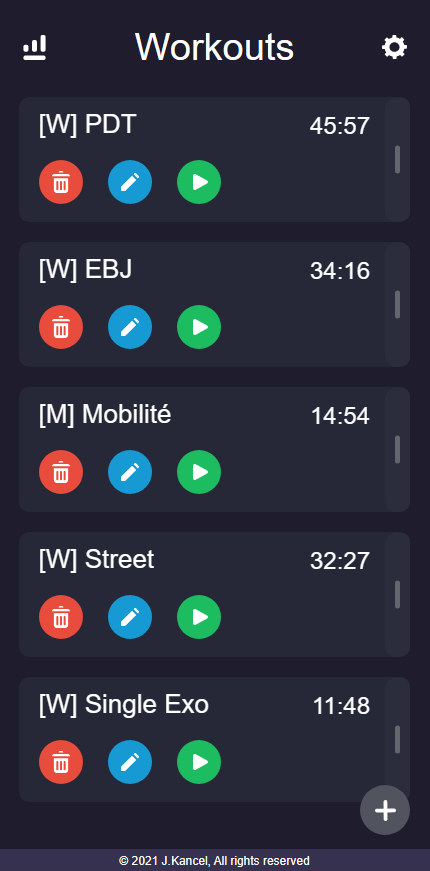 Workouts
[W] PDT 45:57
[W] EBJ 34:16
[M] Mobilité 14:54
[W] Street 32:27
[W] Single Exo 11:48
© 2021 J.Kancel, All rights reserved